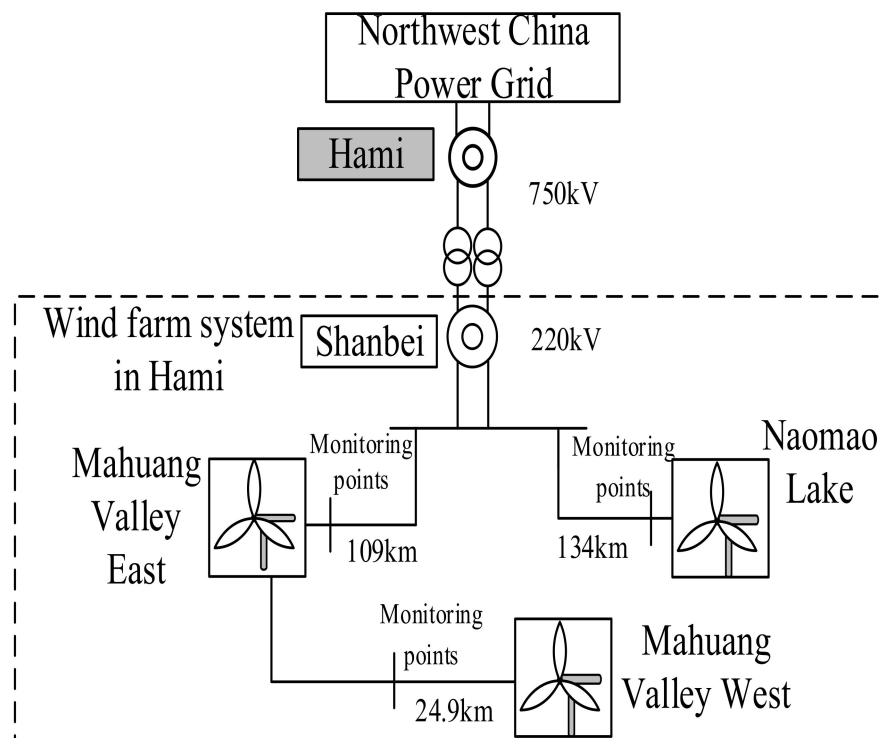 Northwest China
Power Grid
Hami
750kV
Wind farm system
in Hami
Shanbei
220kV
Monitoring
points
Monitoring
points
Naomao
Lake
Mahuang
Valley
East
109km
134km
Monitoring
points
24.9km
Mahuang
Valley West